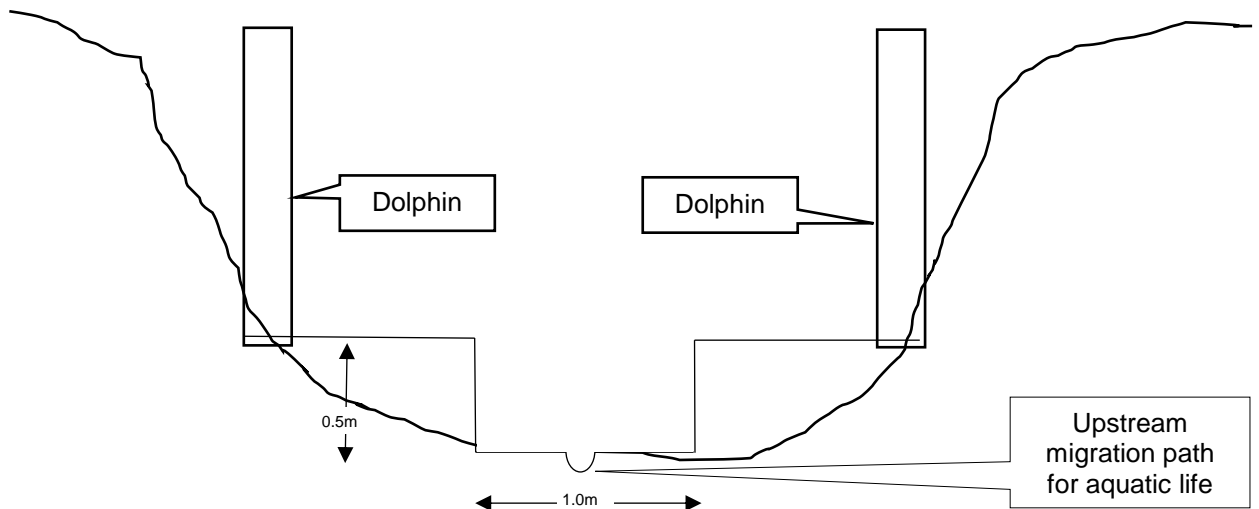 Dolphin
Dolphin
0.5m
Upstream
migration path
for aquatic life
1.0m